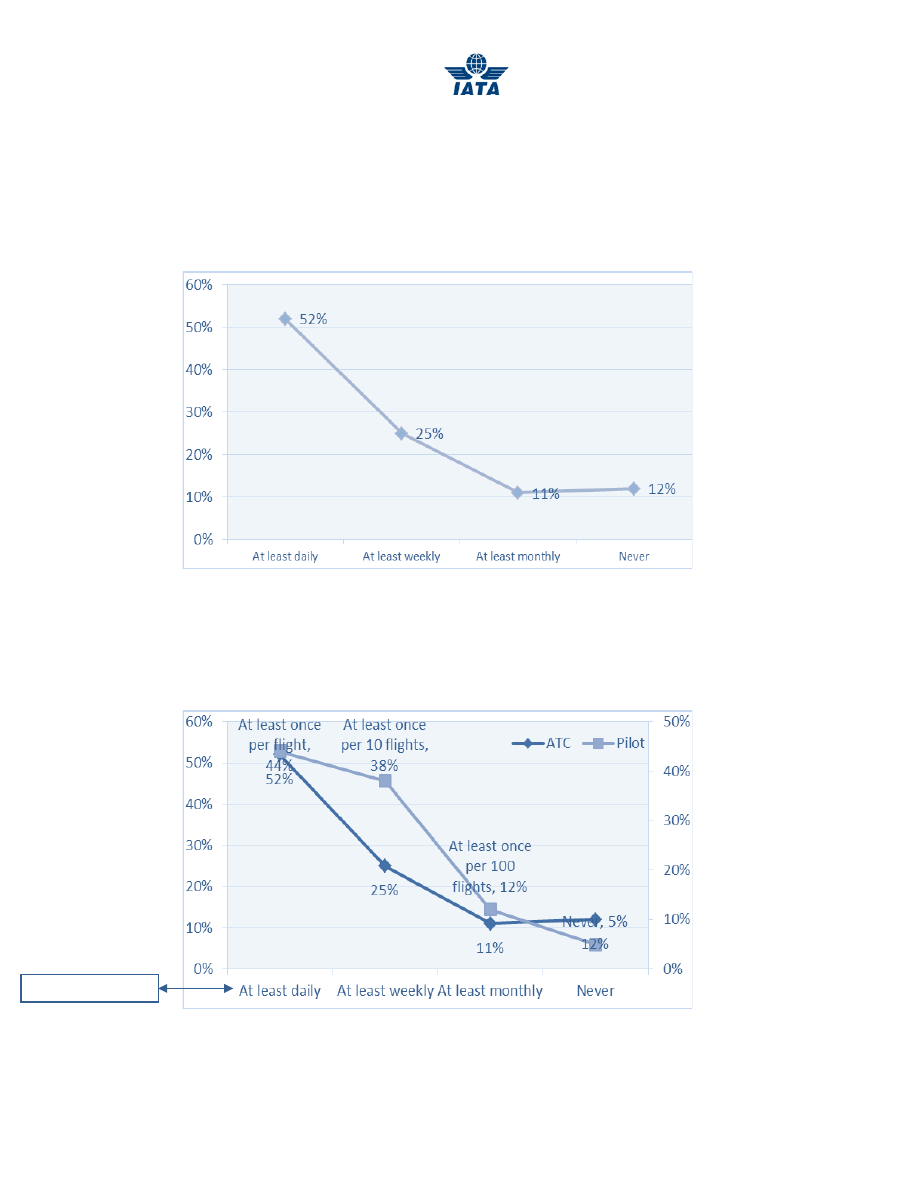 IATA
60%
52%
50%
40%
30%
25%
20%
11%
12%
10%
0%
At least daily At least weekly At least monthly Never
60% At least once At least once 50%
per flight, per 10 flights, ATC Pilot
44% 38%
50% 40%
52%
40%
30%
At least once
30% per 100
flights, 12% 20%
20% 25%
Never, 5% 10%
10% 11% 12%
0% 0%
At least daily At least weekly At least monthly Never